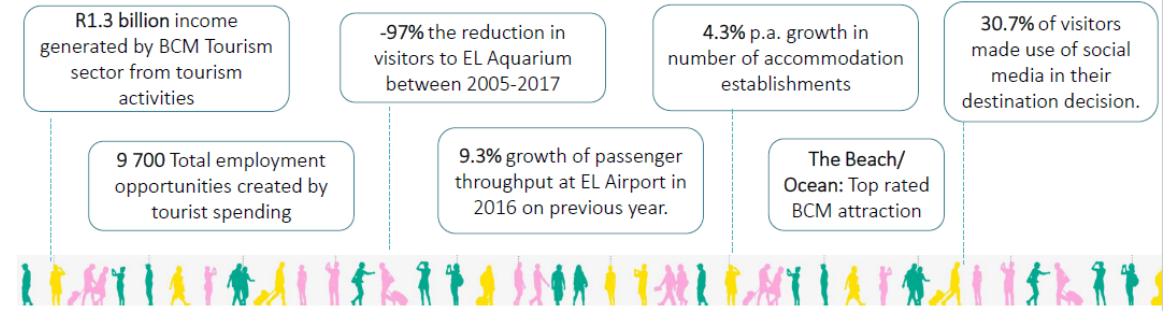 R1.3 billion income
generated by BCM Tourism
sector from tourism
activities
9 700 Total employment
opportunities created by
tourist spending
-97% the reduction in
visitors to EL Aquarium
between 2005-2017
9.3% growth of passenger
throughput at EL Airport in
2016 on previous year.
4.3% p.a. growth in
number of accommodation
establishments
The Beach/
Ocean: Top rated
BCM attraction
30.7% of visitors
made use of social
media in their
destination decision.